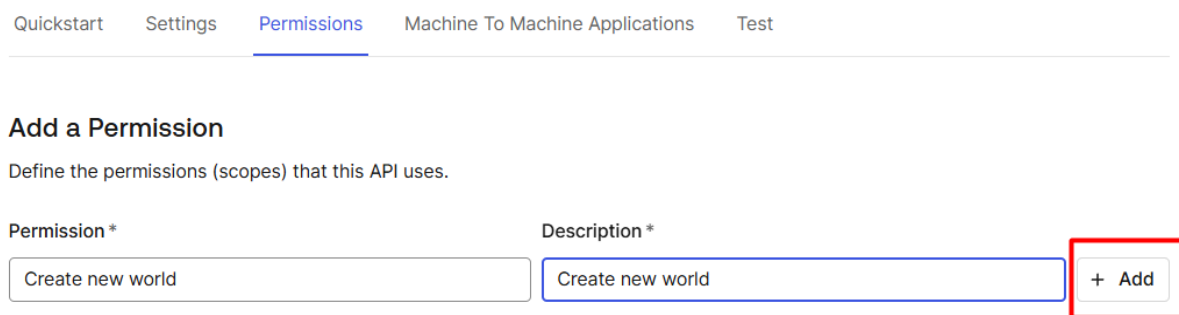 Quickstart Settings Permissions Machine To Machine Applications Test
Add a Permission
Define the permissions (scopes) that this API uses.
Permission * Description *
Create new world Create new world + Add